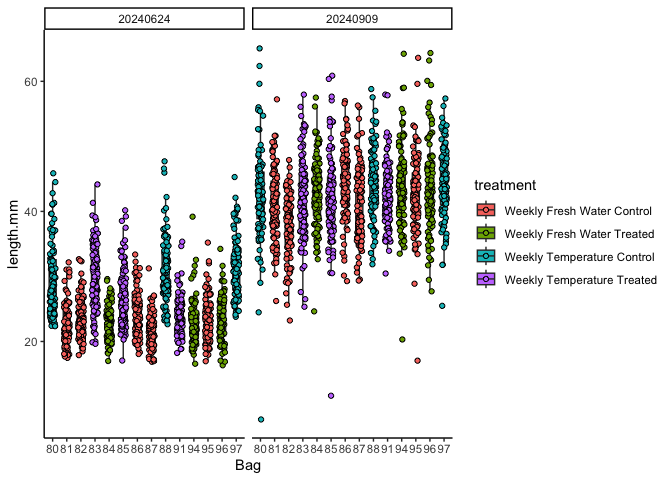 20240624 20240909
60
40
20
length.mm
80 81 82 83 84 85 86 87 88 91 94 95 96 97 80 81 82 83 84 85 86 87 88 91 94 95 96 97
Bag
treatment
Weekly Fresh Water Control
Weekly Fresh Water Treated
Weekly Temperature Control
Weekly Temperature Treated